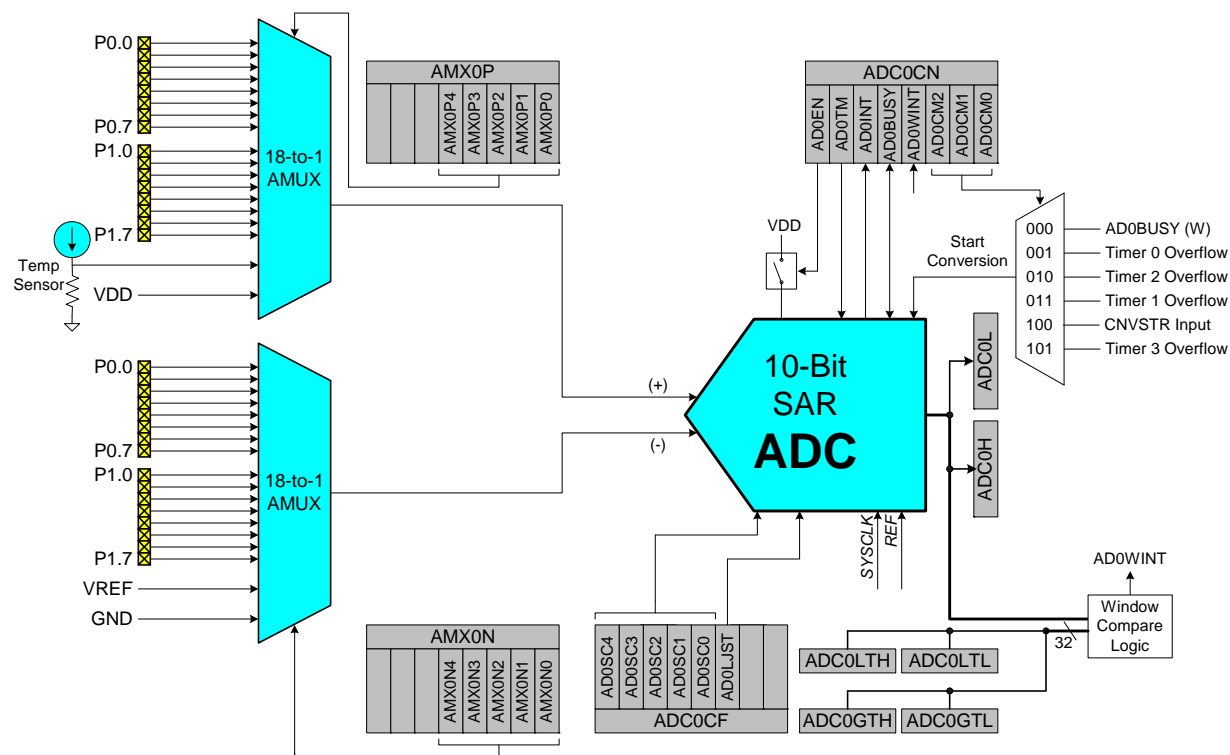 P0.0
P0.7
P1.0
P1.7
18-to-1
AMUX
Temp
Sensor
VDD
AMX0P
AMX0P4
AMX0P3
AMX0P2
AMX0P1
AMX0P0
ADC0CN
AD0EN
AD0TM
AD0INT
AD0BUSY
AD0WINT
AD0CM2
AD0CM1
AD0CM0
VDD
Start
Conversion
000
AD0BUSY (W)
001
Timer 0 Overflow
010
Timer 2 Overflow
011
Timer 1 Overflow
100
CNVSTR Input
101
Timer 3 Overflow
P0.0
P0.7
P1.0
P1.7
18-to-1
AMUX
VREF
GND
(+)
(-)
10-Bit
SAR
ADC
ADC0L
ADC0H
SYSCLK
REF
AD0WINT
Window
Compare
Logic
32
AMX0N
AMX0N4
AMX0N3
AMX0N2
AMX0N1
AMX0N0
AD0SC4
AD0SC3
AD0SC2
AD0SC1
AD0SC0
AD0LJST
ADC0CF
ADC0LTH
ADC0LTL
ADC0GTH
ADC0GTL